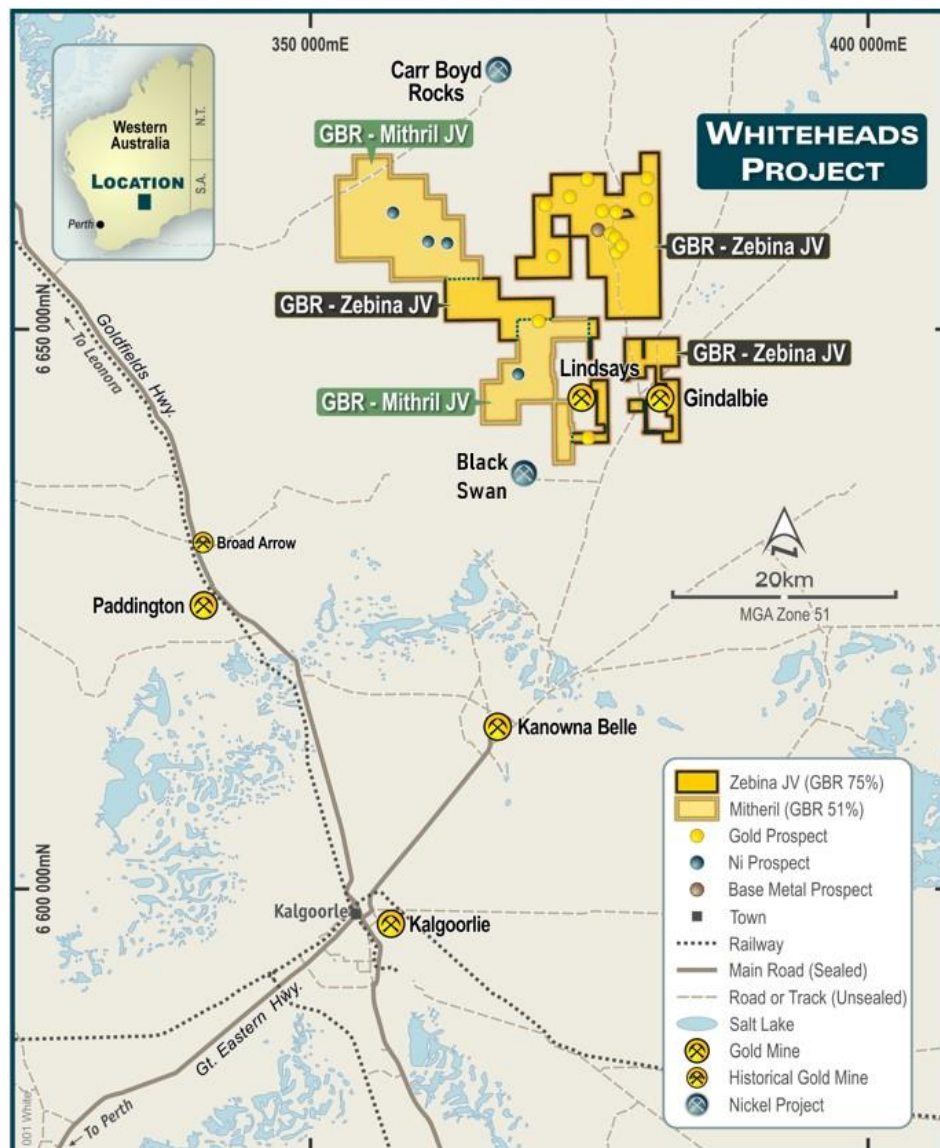 350 000mE
400 000mE
Carr Boyd
Rocks
Western
Australia
LOCATION
Perth
N.T.
S.A.
GBR - Mithril JV
WHITEHEADS
PROJECT
GBR - Zebina JV
GBR - Zebina JV
6 650 000mN
Goldfields Hwy.
To Leonora
GBR - Zebina JV
Lindsays
GBR - Mithril JV
Gindalbie
Black
Swan
Broad Arrow
Paddington
20km
MGA Zone 51
Kanowna Belle
Zebina JV (GBR 75%)
Mitheril (GBR 51%)
Gold Prospect
Ni Prospect
Base Metal Prospect
Town
Railway
Main Road (Sealed)
Road or Track (Unsealed)
Salt Lake
Gold Mine
Historical Gold Mine
Nickel Project
6 600 000mN
Kalgoorle
Kalgoorlie
Gt. Eastern Hwy.
To Perth
001 White